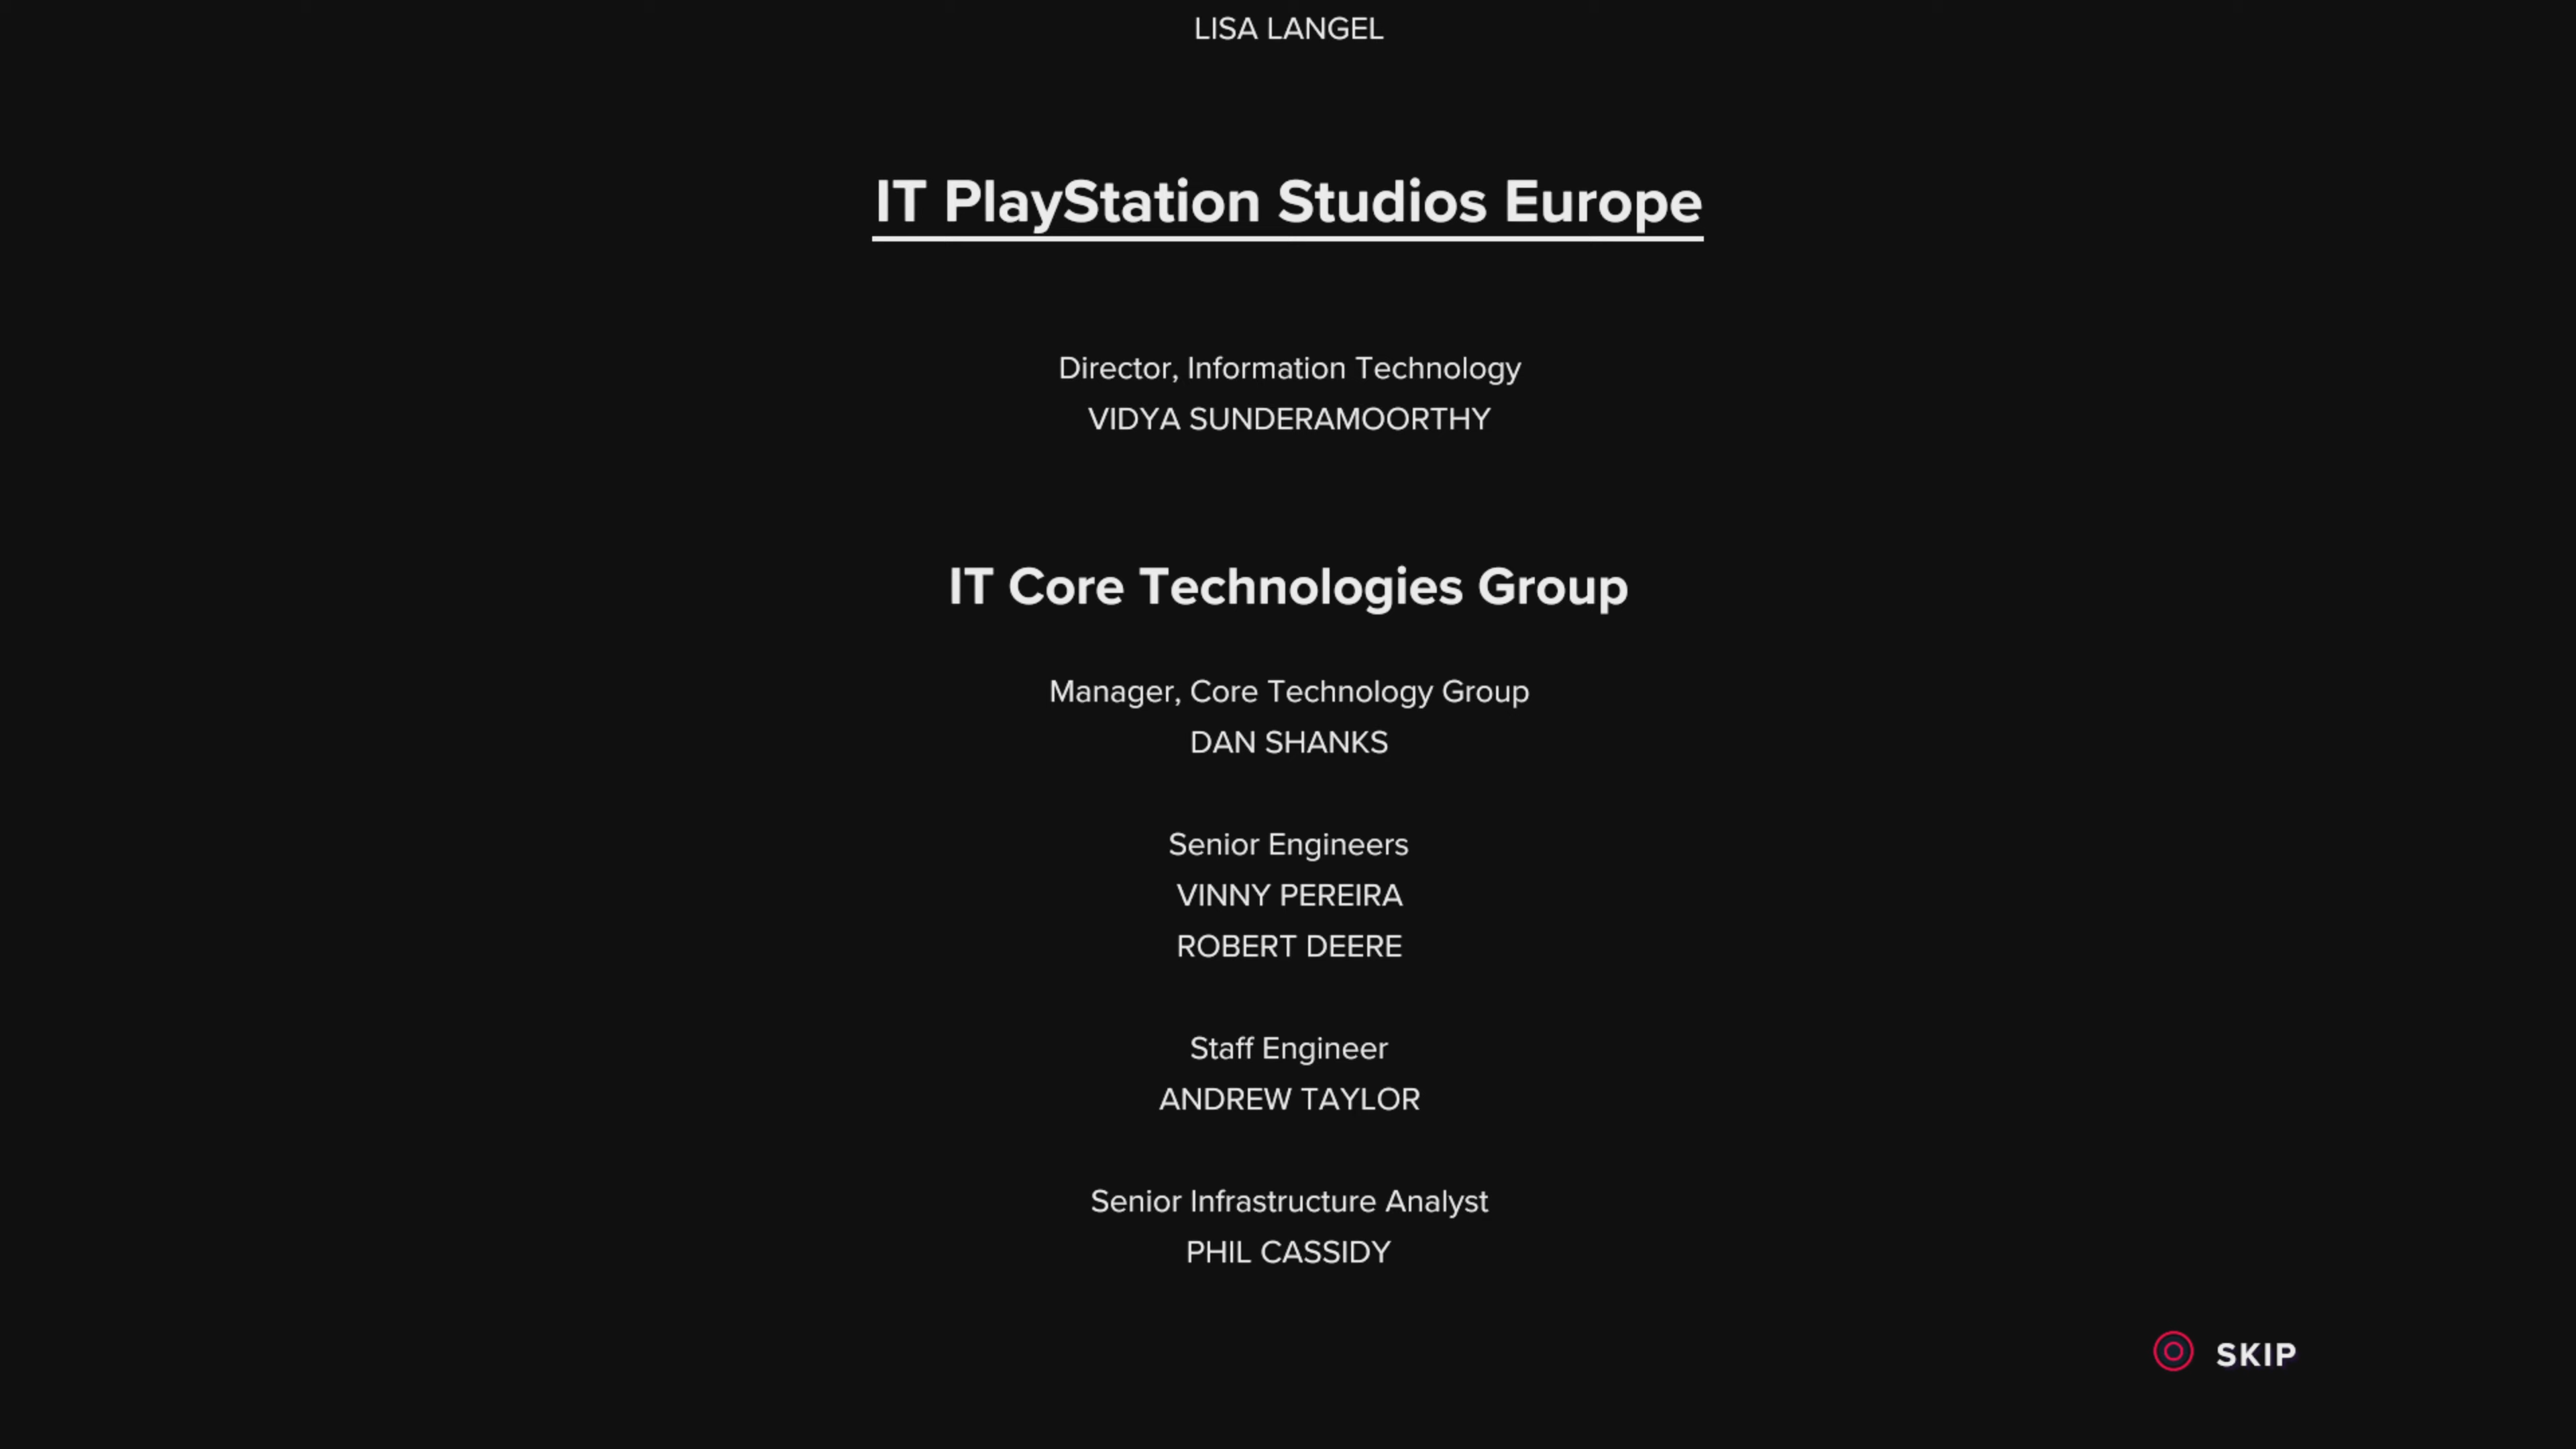 LISA LANGEL
IT PlayStation Studios Europe
Director, Information Technology
VIDYA SUNDERAMOORTHY
IT Core Technologies Group
Manager, Core Technology Group
DAN SHANKS
Senior Engineers
VINNY PEREIRA
ROBERT DEERE
Staff Engineer
ANDREW TAYLOR
Senior Infrastructure Analyst
PHIL CASSIDY
SKIP